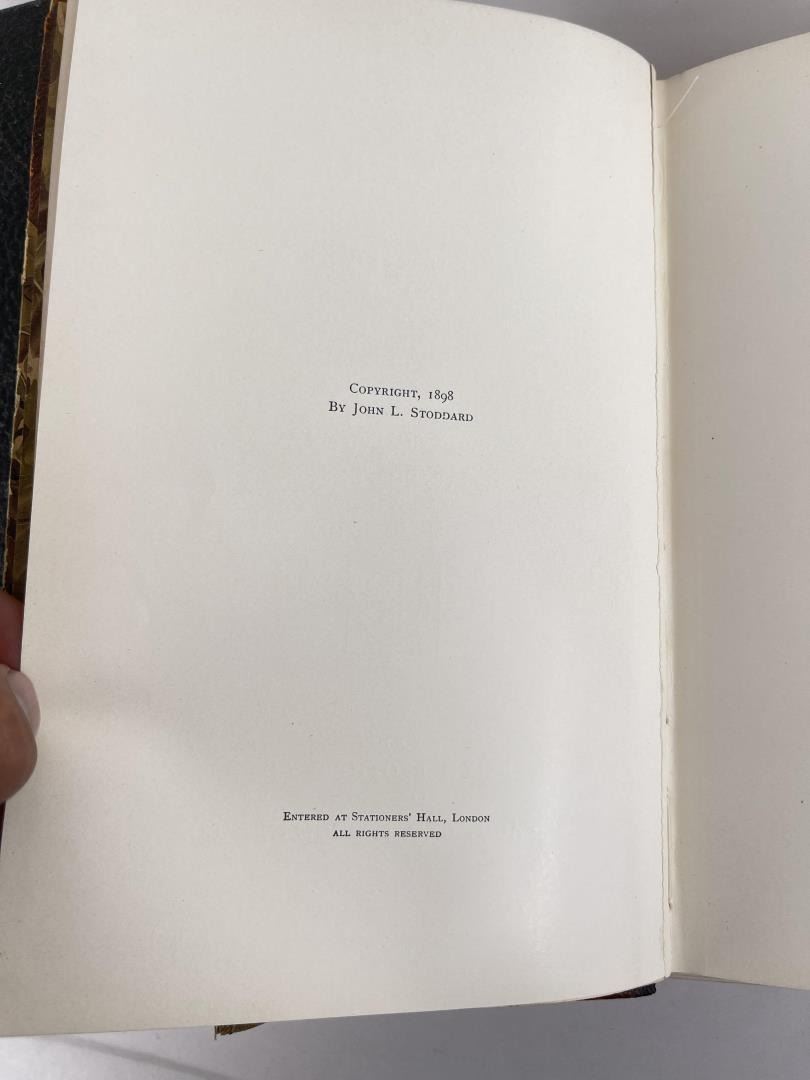 Copyright, 1898
By John L. Stoddard
Entered at Stationers' Hall, London
all rights reserved